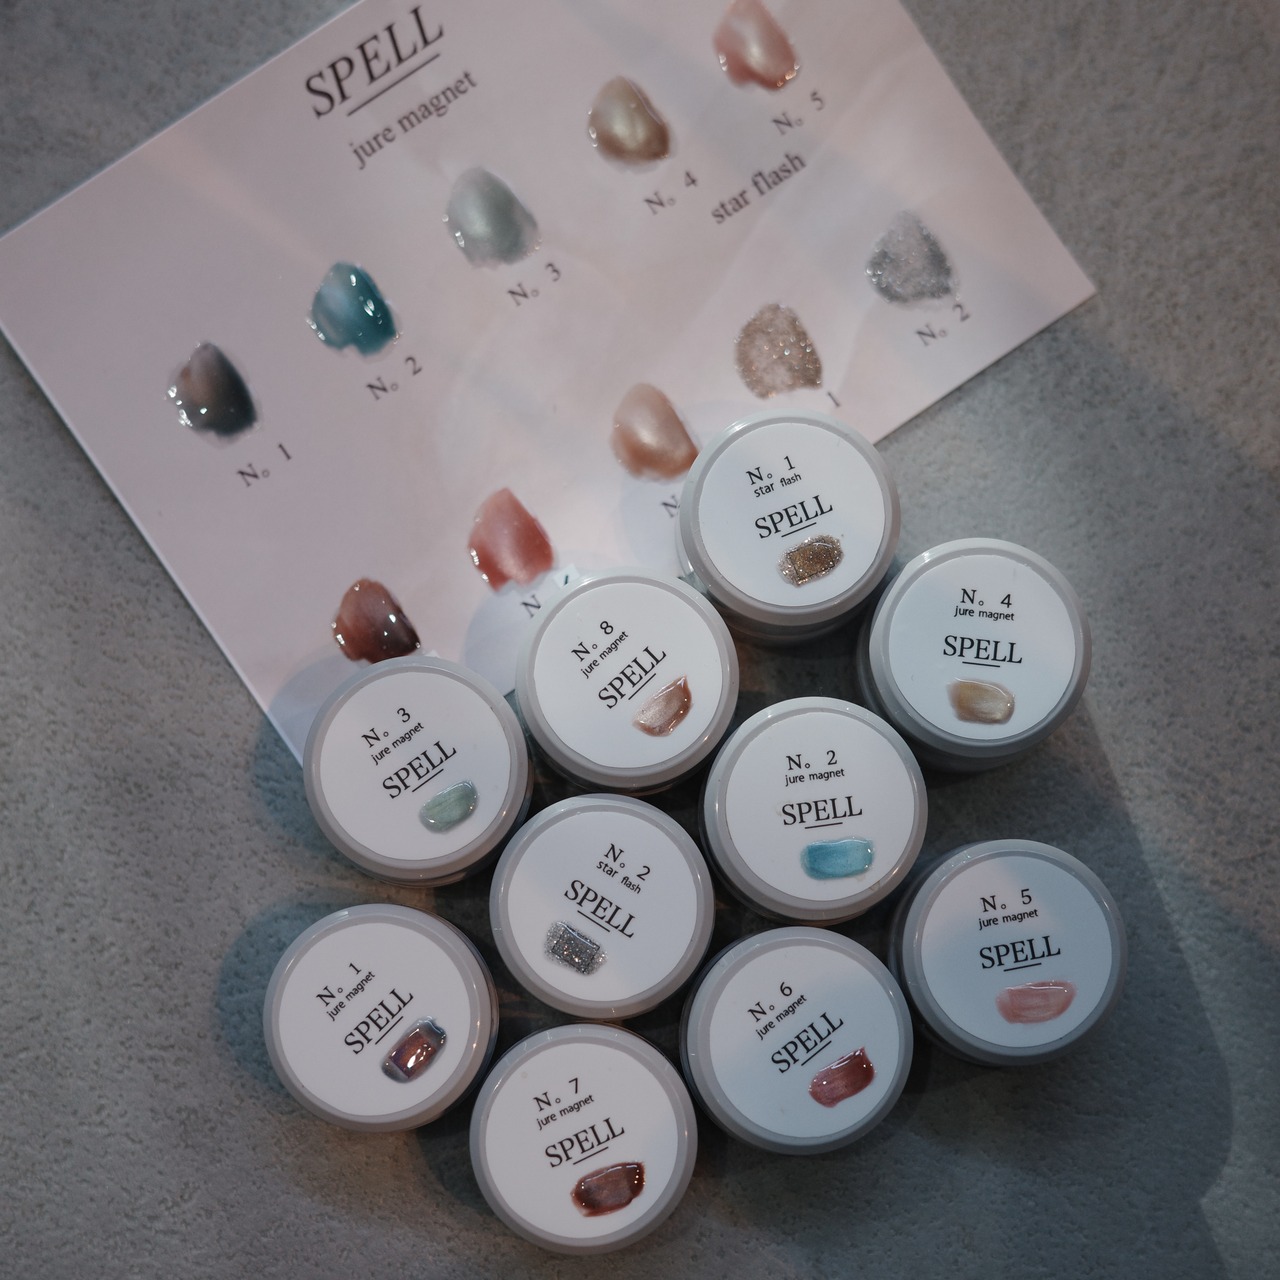 SPELL
jure magnet
N。 5
N。 4
star flash
N。 3
N。 2
N。 2
1
N。 1
N。
N
N。 1
star flash
SPELL
N。 4
jure magnet
SPELL
N。 8
jure magnet
SPELL
N。 3
jure magnet
SPELL
N。 2
jure magnet
SPELL
N。 2
star flash
SPELL
N。 5
jure magnet
SPELL
N。 1
jure magnet
SPELL
N。 6
jure magnet
SPELL
N。 7
jure magnet
SPELL